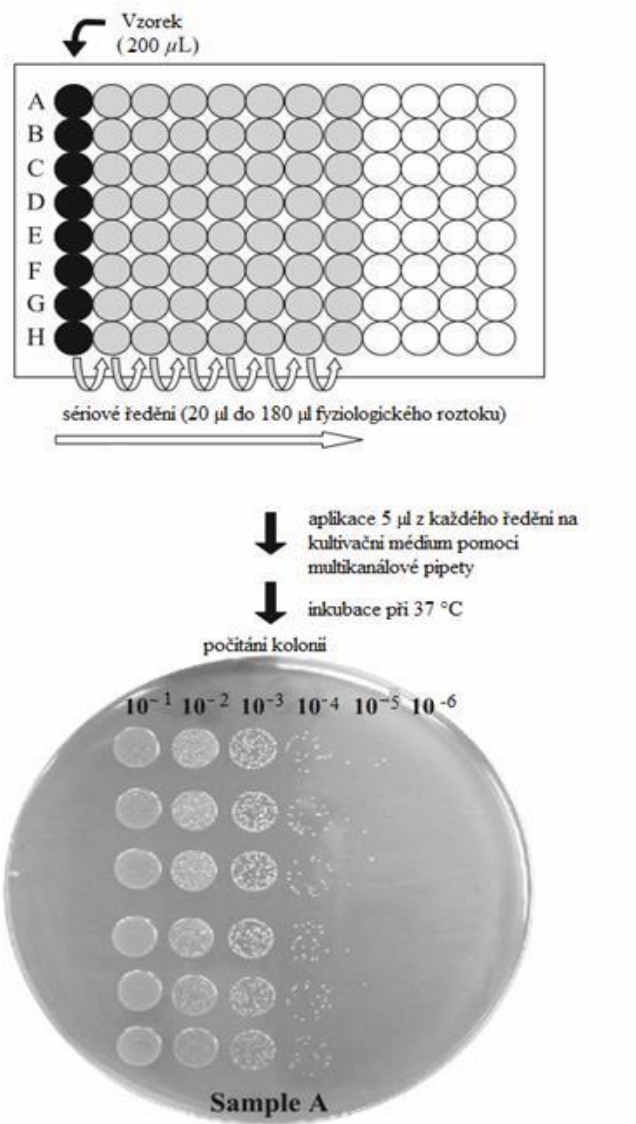 Vzorek
(200 µL)
A
B
C
D
E
F
G
H
sériové ředění (20 µl do 180 µl fyziologického roztoku)
aplikace 5 µl z každého ředění na
kultivační médium pomoci
multikanálové pipety
inkubace při 37 °C
počítání kolonii
10⁻¹ 10⁻² 10⁻³ 10⁻⁴ 10⁻⁵ 10⁻⁶
Sample A